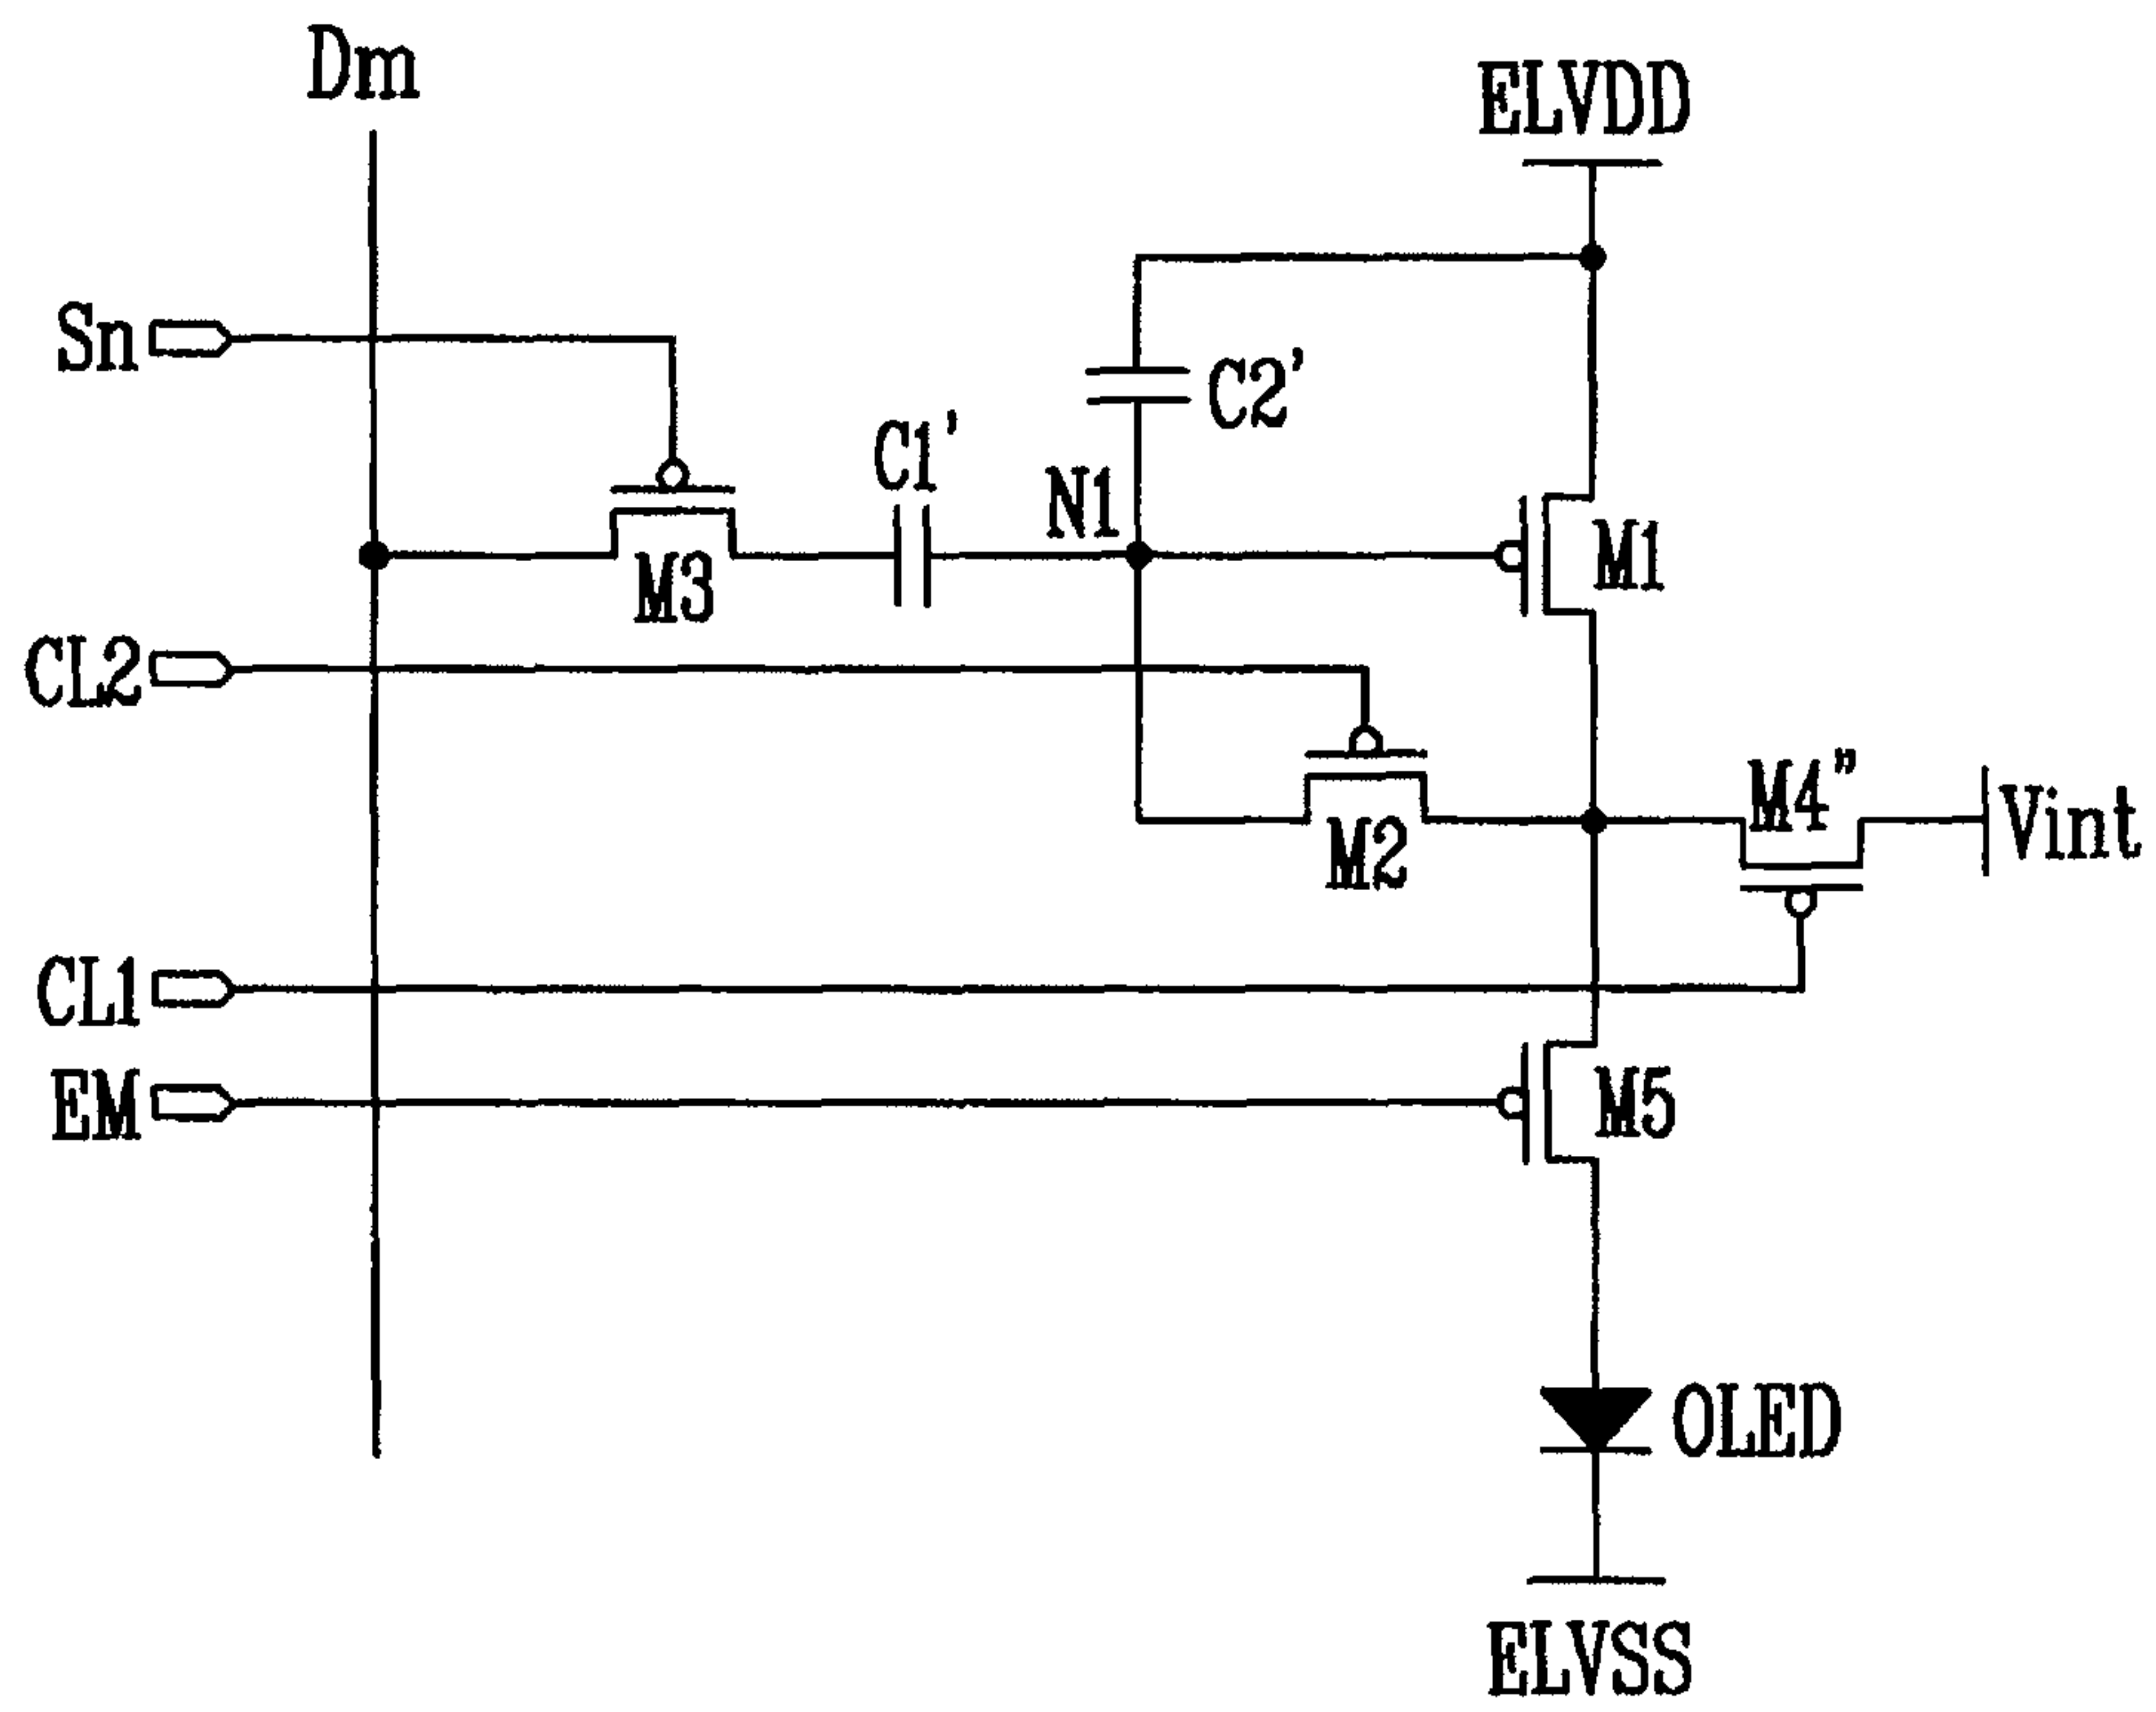 Dm
ELVDD
Sn
C2'
C1'
N1
M1
M3
CL2
M4"
Vint
M2
CL1
EM
M5
OLED
ELVSS